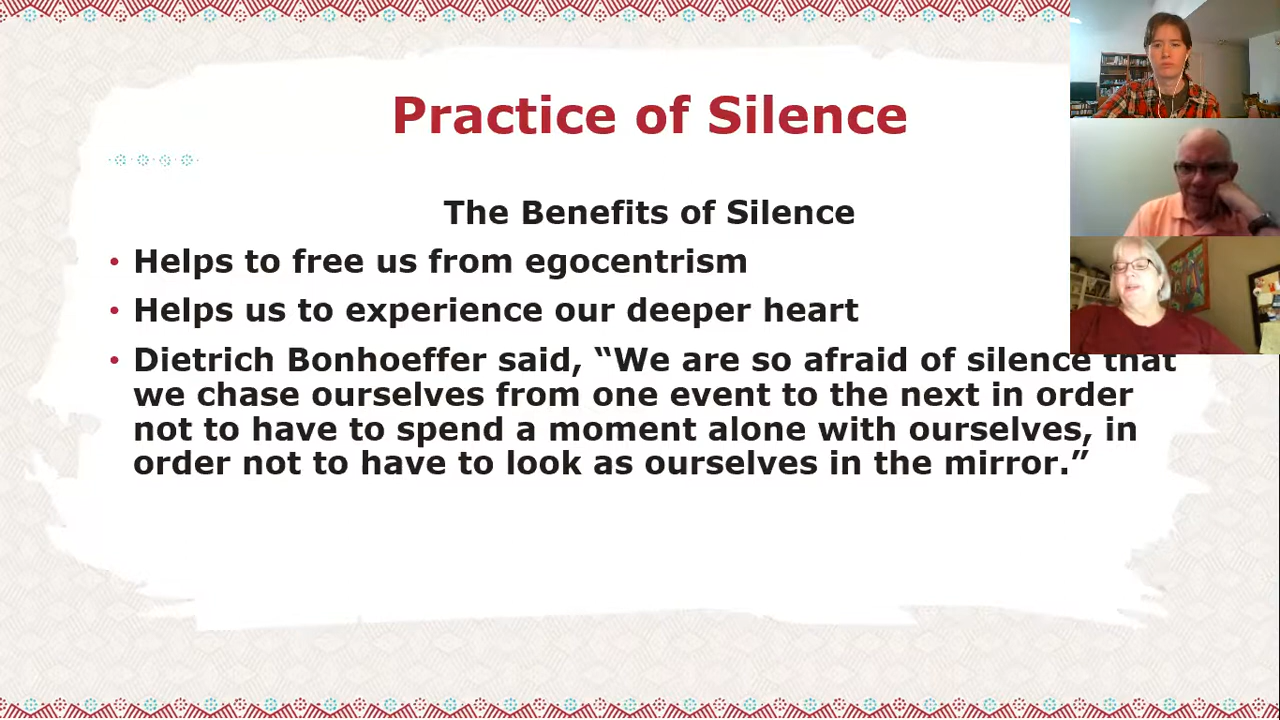 Practice of Silence
The Benefits of Silence
• Helps to free us from egocentrism
• Helps us to experience our deeper heart
• Dietrich Bonhoeffer said, “We are so afraid of silence that
we chase ourselves from one event to the next in order
not to have to spend a moment alone with ourselves, in
order not to have to look as ourselves in the mirror.”